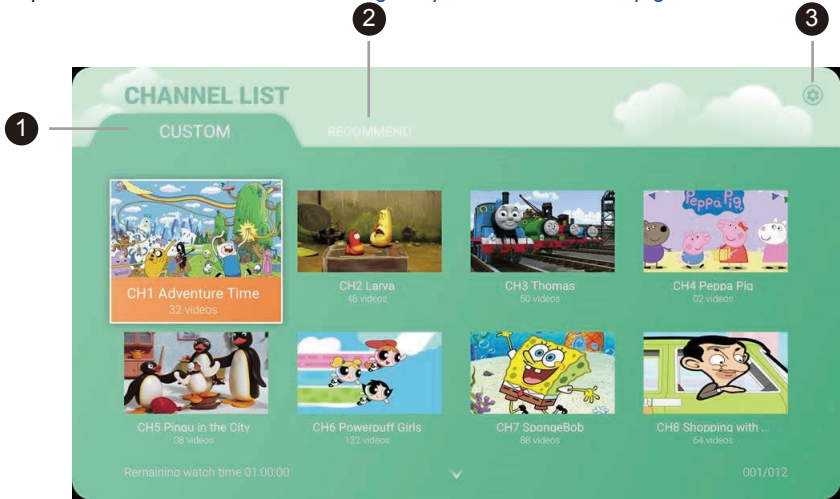 2
3
CHANNEL LIST
1
CUSTOM
RECOMMEND
Peppa Pig
CH1 Adventure Time
32 videos
CH2 Larva
48 videos
CH3 Thomas
50 videos
CH4 Peppa Pig
02 videos
CH5 Pingu in the City
08 videos
CH6 Powerpuff Girls
132 videos
CH7 SpongeBob
88 videos
CH8 Shopping with ...
64 videos
Remaining watch time 01:00:00
001/012